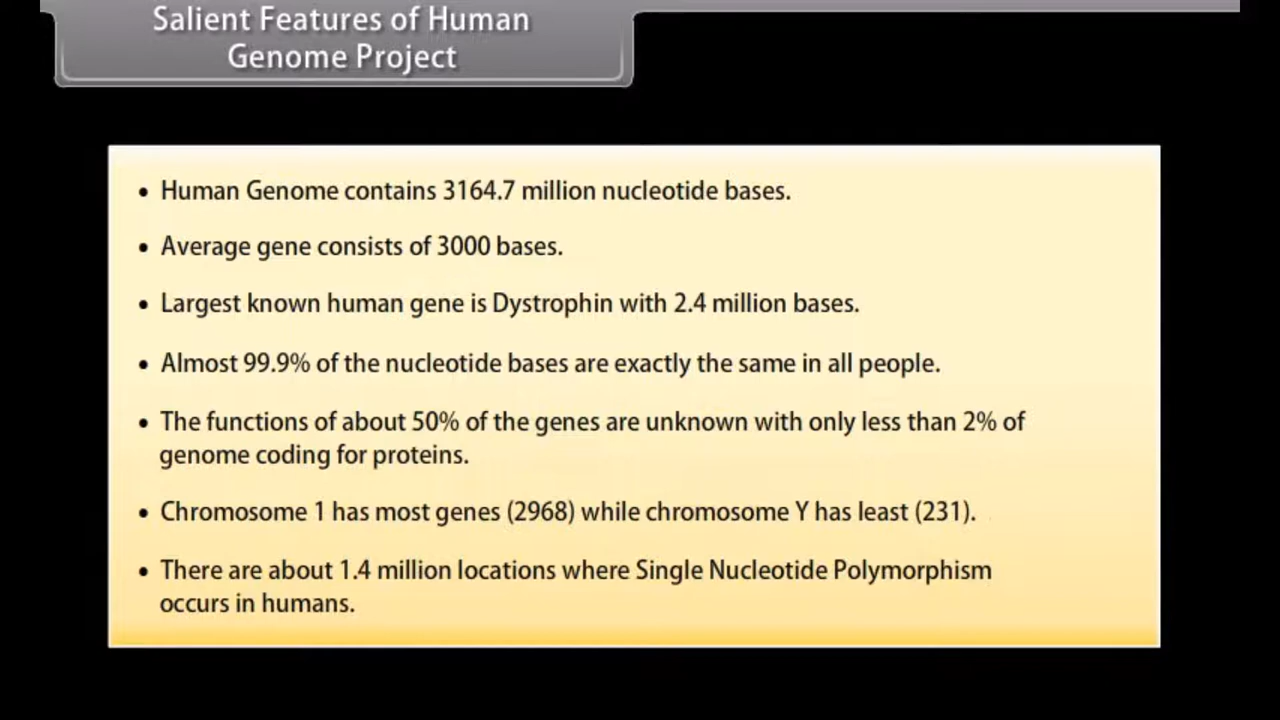 Salient Features of Human
Genome Project
• Human Genome contains 3164.7 million nucleotide bases.
• Average gene consists of 3000 bases.
• Largest known human gene is Dystrophin with 2.4 million bases.
• Almost 99.9% of the nucleotide bases are exactly the same in all people.
• The functions of about 50% of the genes are unknown with only less than 2% of
genome coding for proteins.
• Chromosome 1 has most genes (2968) while chromosome Y has least (231).
• There are about 1.4 million locations where Single Nucleotide Polymorphism
occurs in humans.